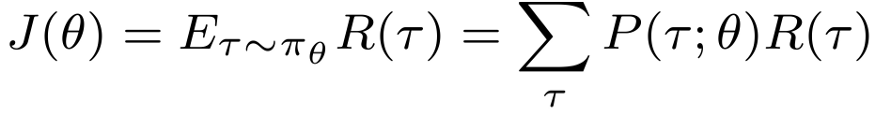 J(θ) = E_{τ∼π_θ} R(τ) = ∑_τ P(τ; θ)R(τ)